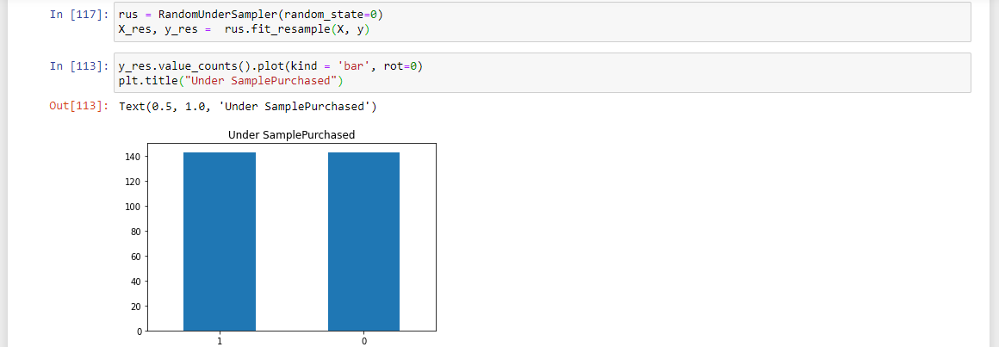 In [117]: rus = RandomUnderSampler(random_state=0)
X_res, y_res =  rus.fit_resample(X, y)
In [113]: y_res.value_counts().plot(kind = 'bar', rot=0)
plt.title("Under SamplePurchased")
Out[113]: Text(0.5, 1.0, 'Under SamplePurchased')
Under SamplePurchased
140
120
100
80
60
40
20
0
1 0